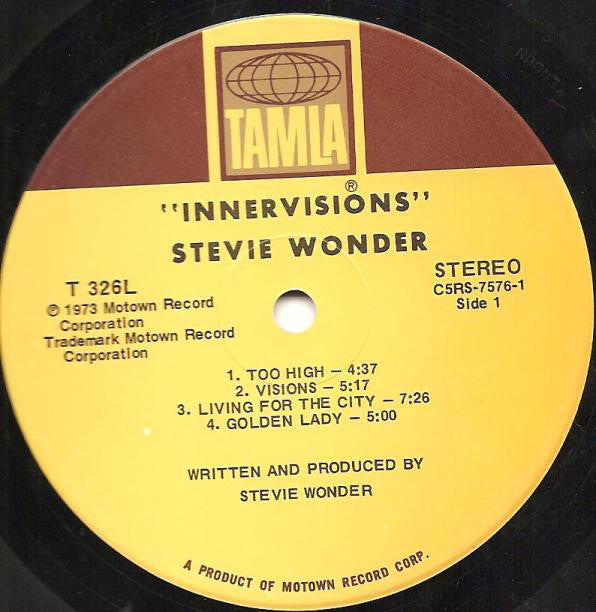 TAMLA
®
"INNERVISIONS"
STEVIE WONDER
T 326L
℗ 1973 Motown Record
Corporation
Trademark Motown Record
Corporation
STEREO
C5RS-7576-1
Side 1
1. TOO HIGH — 4:37
2. VISIONS — 5:17
3. LIVING FOR THE CITY — 7:26
4. GOLDEN LADY — 5:00
WRITTEN AND PRODUCED BY
STEVIE WONDER
A PRODUCT OF MOTOWN RECORD CORP.